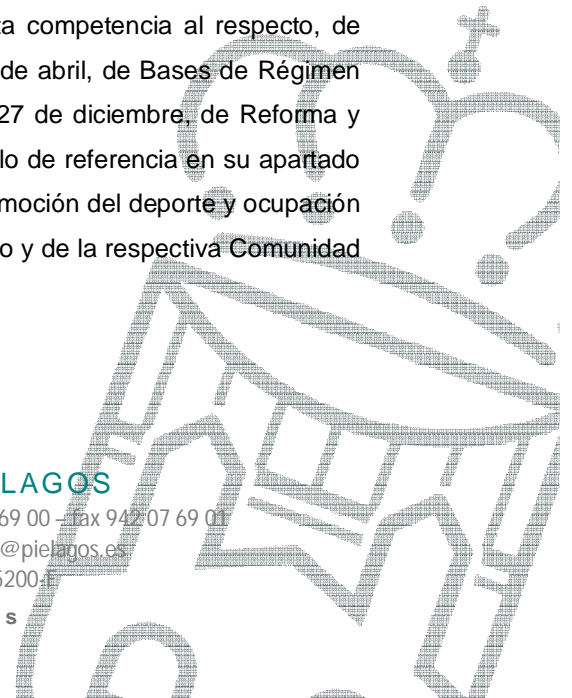 ta competencia al respecto, de
de abril, de Bases de Régimen
27 de diciembre, de Reforma y
lo de referencia en su apartado
moción del deporte y ocupación
o y de la respectiva Comunidad
LAGOS
69 00 – fax 942 07 69 01
@pielagos.es
5200-F
s